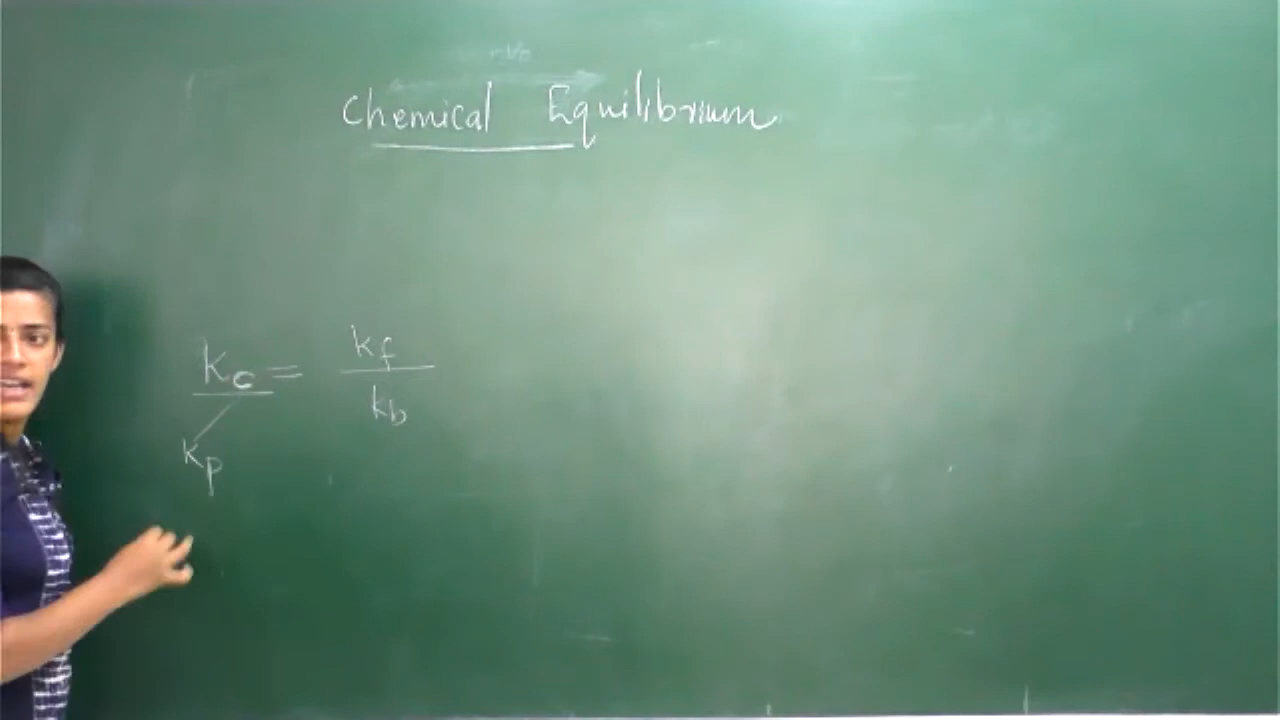 Chemical Equilibrium
Kc = kf / kb
Kp